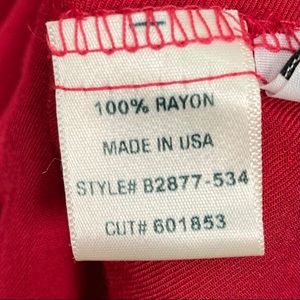 100% RAYON
MADE IN USA
STYLE# B2877-534
CUT# 601853